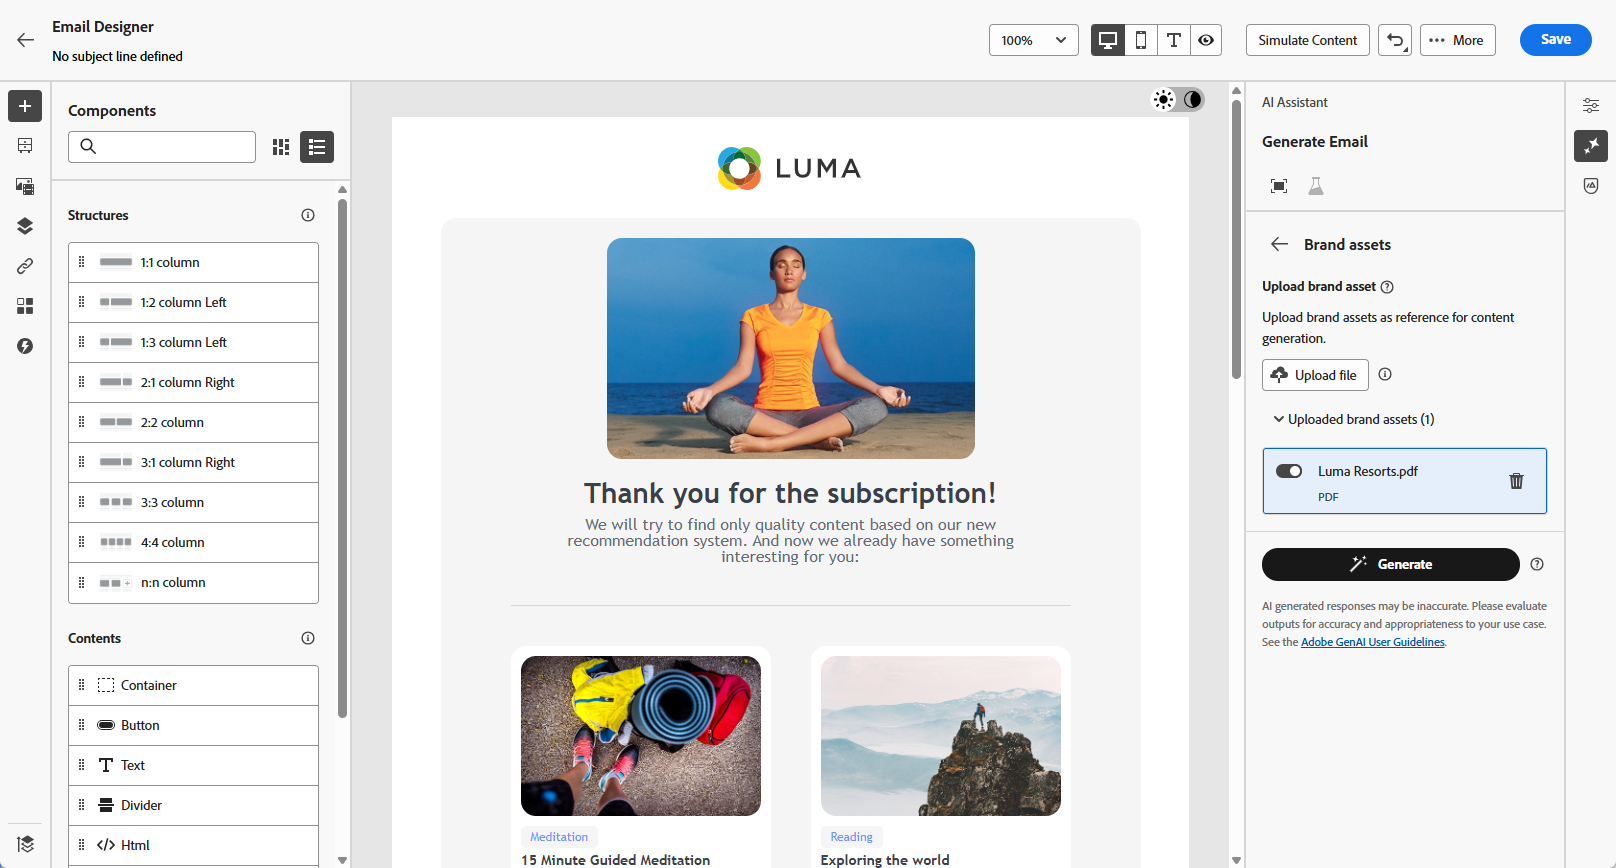 Email Designer
No subject line defined
100%
Simulate Content
More
Save
Components
Structures
1:1 column
1:2 column Left
1:3 column Left
2:1 column Right
2:2 column
3:1 column Right
3:3 column
4:4 column
n:n column
Contents
Container
Button
Text
Divider
Html
LUMA
Thank you for the subscription!
We will try to find only quality content based on our new
recommendation system. And now we already have something
interesting for you:
Meditation
15 Minute Guided Meditation
Reading
Exploring the world
AI Assistant
Generate Email
Brand assets
Upload brand asset
Upload brand assets as reference for content
generation.
Upload file
Uploaded brand assets (1)
Luma Resorts.pdf
PDF
Generate
AI generated responses may be inaccurate. Please evaluate
outputs for accuracy and appropriateness to your use case.
See the Adobe GenAI User Guidelines.